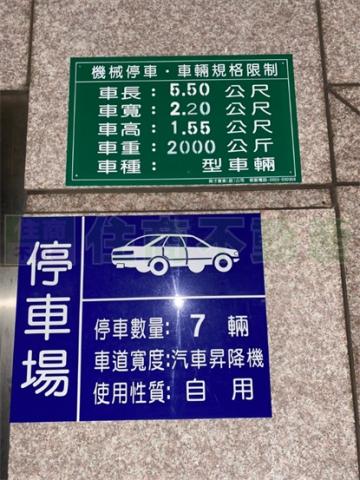 機械停車・車輛規格限制
車長：5.50 公尺
車寬：2.20 公尺
車高：1.55 公尺
車重：2000 公斤
車種：　型車輛
停車場
停車數量：7 輛
車道寬度：汽車昇降機
使用性質：自用